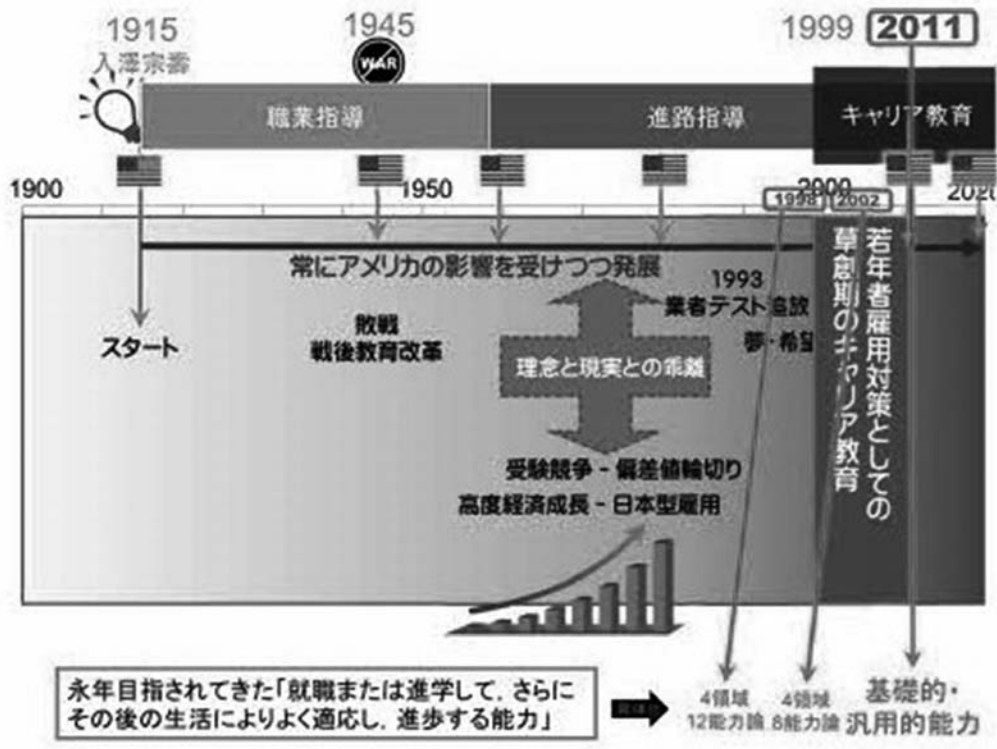 1915
入澤宗壽
1945
WAR
1999
2011
職業指導
進路指導
キャリア教育
1900
1950
2000
1998
2002
常にアメリカの影響を受けつつ発展
スタート
敗戦
戦後教育改革
1993
業者テスト追放
夢・希望
理念と現実との乖離
受験競争 - 偏差値輪切り
高度経済成長 - 日本型雇用
若年者雇用対策としての
草創期のキャリア教育
永年目指されてきた「就職または進学して，さらに
その後の生活によりよく適応し，進歩する能力」
4領域
12能力論
4領域
8能力論
基礎的・
汎用的能力